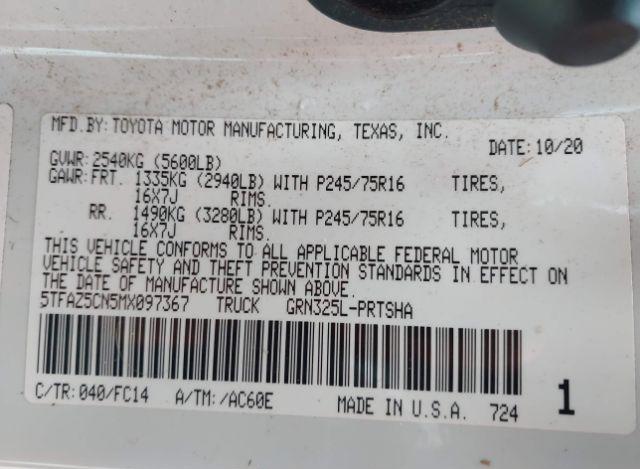 MFD.BY:TOYOTA MOTOR MANUFACTURING, TEXAS, INC.
DATE:10/20
GVWR:2540KG (5600LB)
GAWR:FRT. 1335KG (2940LB) WITH P245/75R16 TIRES,
16X7J RIMS.
RR. 1490KG (3280LB) WITH P245/75R16 TIRES,
16X7J RIMS.
THIS VEHICLE CONFORMS TO ALL APPLICABLE FEDERAL MOTOR
VEHICLE SAFETY AND THEFT PREVENTION STANDARDS IN EFFECT ON
THE DATE OF MANUFACTURE SHOWN ABOVE.
5TFAZ5CN5MX097367 TRUCK GRN325L-PRTSHA
C/TR:040/FC14 A/TM:/AC60E MADE IN U.S.A. 724 1